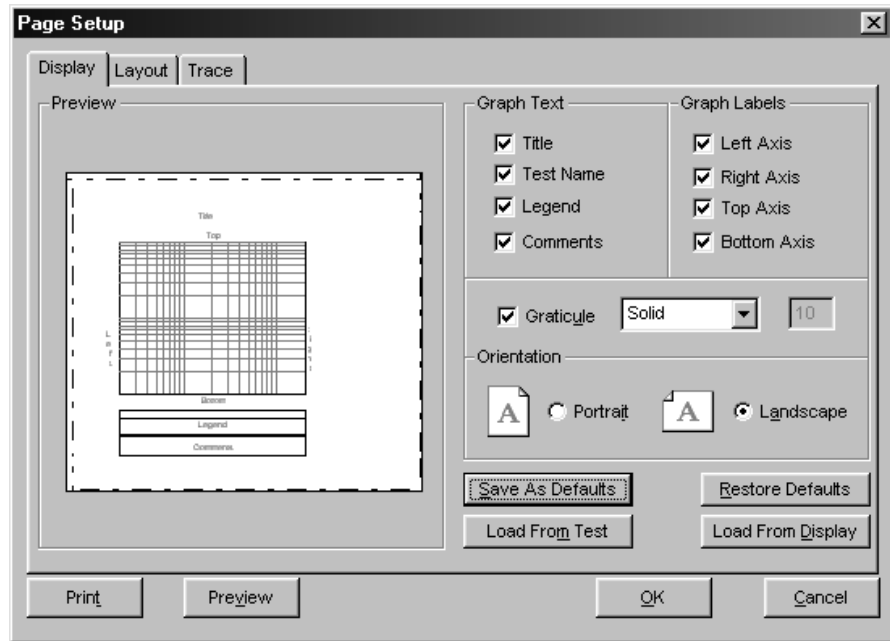 Page Setup
Display Layout Trace
Preview
Title
Top
Left
Bottom
Legend
Comments
Graph Text
Title
Test Name
Legend
Comments
Graph Labels
Left Axis
Right Axis
Top Axis
Bottom Axis
Graticule Solid 10
Orientation
A Portrait A Landscape
Save As Defaults Restore Defaults
Load From Test Load From Display
Print Preview OK Cancel